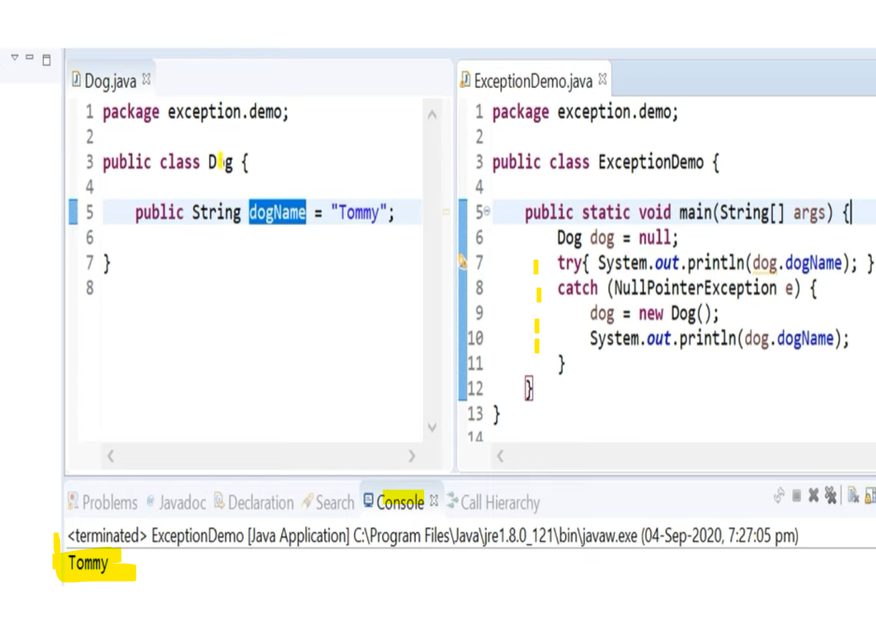 Dog.java
1 package exception.demo;
2
3 public class Dog {
4
5 public String dogName = "Tommy";
6
7 }
8
ExceptionDemo.java
1 package exception.demo;
2
3 public class ExceptionDemo {
4
5 public static void main(String[] args) {
6 Dog dog = null;
7 try{ System.out.println(dog.dogName); }
8 catch (NullPointerException e) {
9 dog = new Dog();
10 System.out.println(dog.dogName);
11 }
12 }
13 }
14
Problems Javadoc Declaration Search Console Call Hierarchy
<terminated> ExceptionDemo [Java Application] C:\Program Files\Java\jre1.8.0_121\bin\javaw.exe (04-Sep-2020, 7:27:05 pm)
Tommy